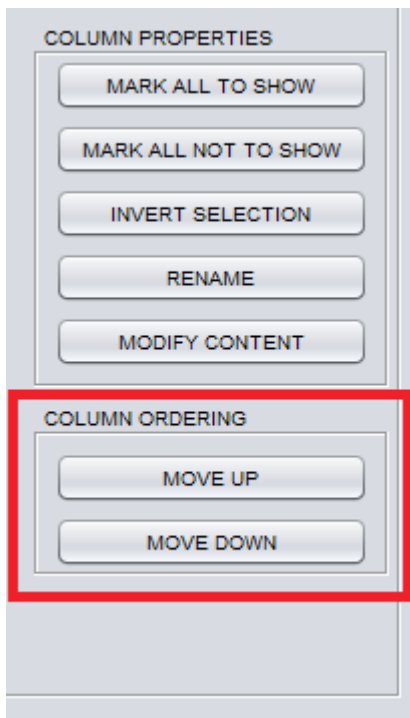 COLUMN PROPERTIES
MARK ALL TO SHOW
MARK ALL NOT TO SHOW
INVERT SELECTION
RENAME
MODIFY CONTENT
COLUMN ORDERING
MOVE UP
MOVE DOWN